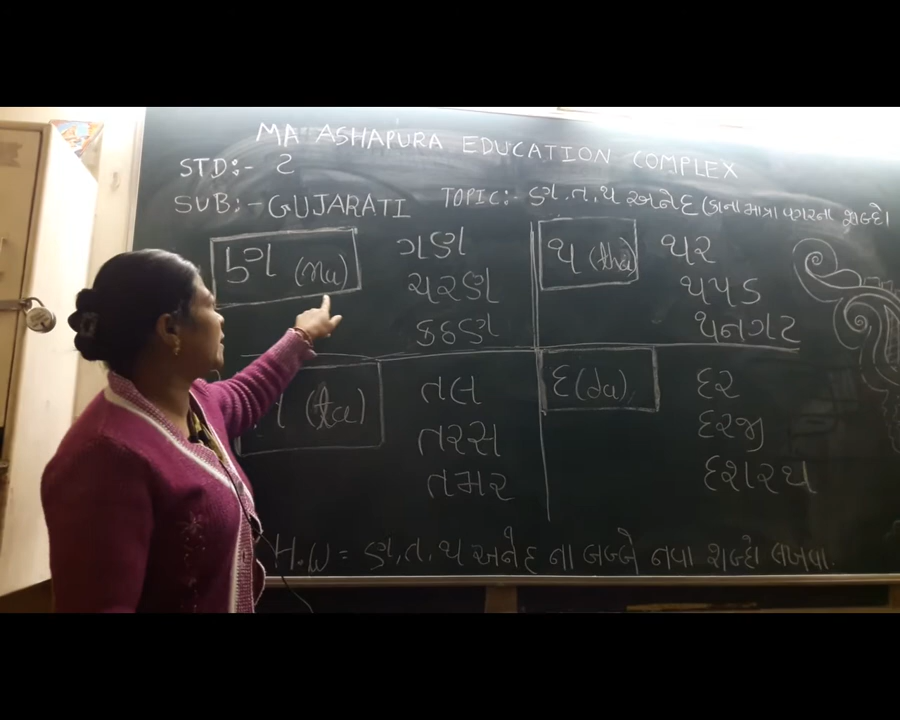 MA ASHAPURA EDUCATION COMPLEX
STD:- 2
SUB:- GUJARATI TOPIC:- ણ, ત, થ અને દ (કાના માત્રા વગરના શબ્દો
ણ (Na)
ગણ
ચરણ
કઠણ
થ (tha)
થર
થપડ
થનગટ
ત (ta)
તલ
તરસ
તમર
દ (da)
દર
દરજી
દશરથ
H.W = ણ, ત, થ અને દ ના બબ્બે નવા શબ્દો લખવા.